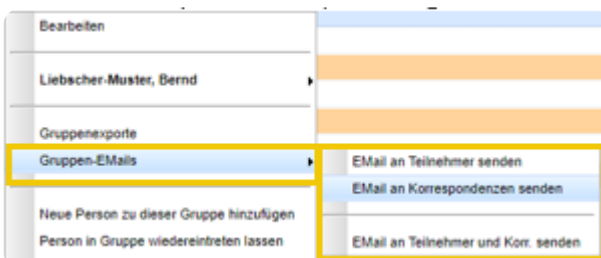 Bearbeiten
Liebscher-Muster, Bernd
Gruppenexporte
Gruppen-EMails
EMail an Teilnehmer senden
EMail an Korrespondenzen senden
Neue Person zu dieser Gruppe hinzufügen
Person in Gruppe wiedereintreten lassen
EMail an Teilnehmer und Korr. senden